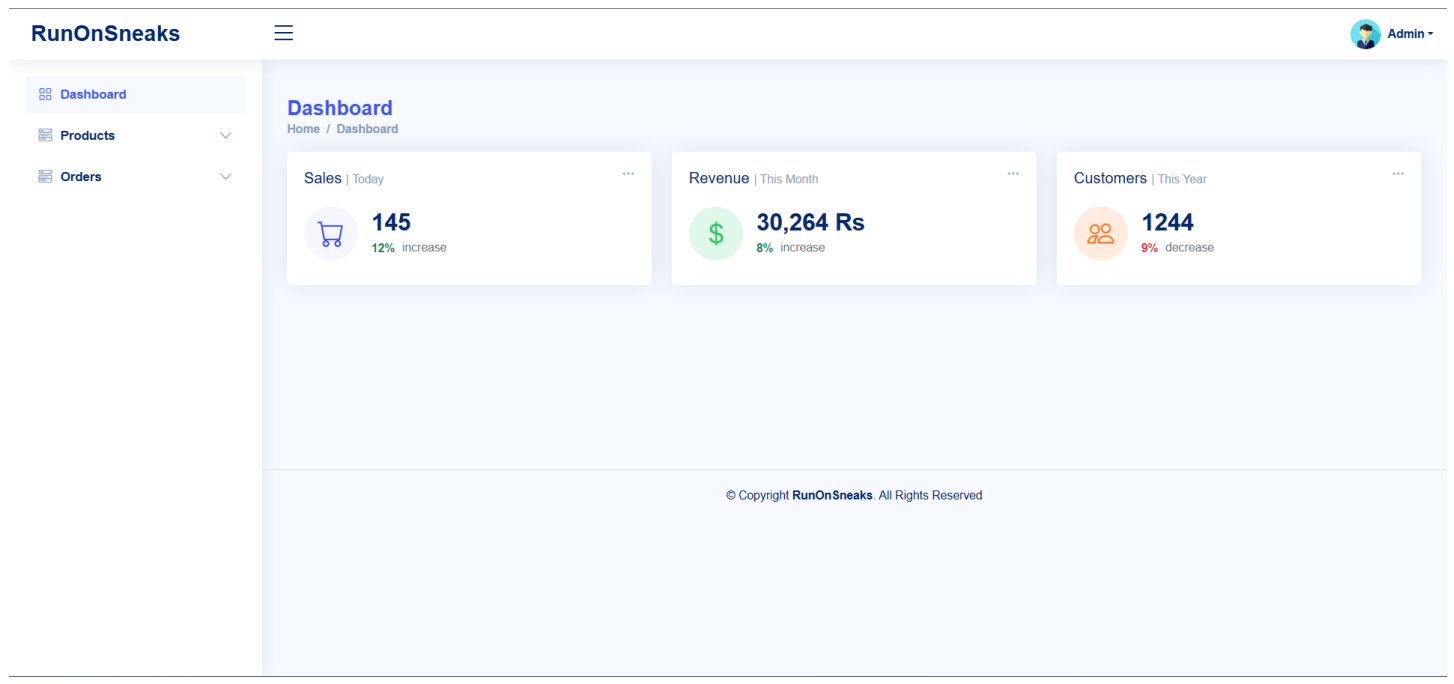 RunOnSneaks
Admin
Dashboard
Products
Orders
Dashboard
Home / Dashboard
Sales | Today
145
12% increase
Revenue | This Month
$
30,264 Rs
8% increase
Customers | This Year
1244
9% decrease
© Copyright RunOnSneaks. All Rights Reserved